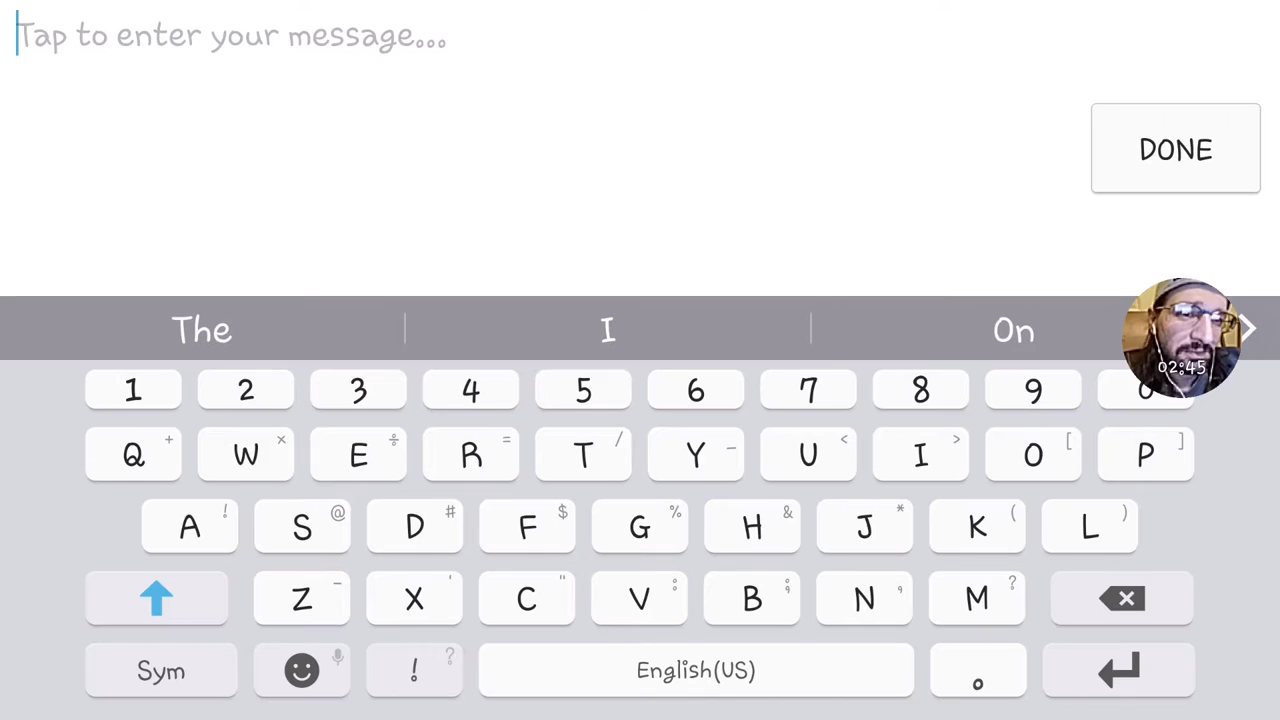 Tap to enter your message...
DONE
The I On
02:45
1 2 3 4 5 6 7 8 9
Q + W × E ÷ R = T / Y - U < I > O [ P ]
A ! S @ D # F $ G % H & J * K ( L )
Z - X ' C " V : B ; N , M ?
Sym ! ? English(US) .